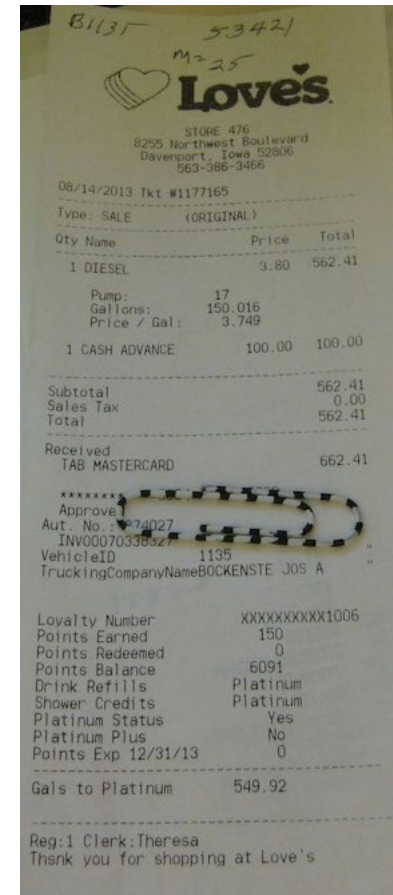 B1135 53421
M= 25
Love's
STORE 476
8255 Northwest Boulevard
Davenport, Iowa 52806
563-386-3466
08/14/2013 Tkt #1177165
Type: SALE (ORIGINAL)
Qty Name Price Total
1 DIESEL 3.80 562.41
Pump: 17
Gallons: 150.016
Price / Gal: 3.749
1 CASH ADVANCE 100.00 100.00
Subtotal 562.41
Sales Tax 0.00
Total 562.41
Received
TAB MASTERCARD 662.41
Approve
Aut. No.:
VehicleID 1135
TruckingCompanyNameBOCKENSTE JOS A
Loyalty Number XXXXXXXXXX1006
Points Earned 150
Points Redeemed 0
Points Balance 6091
Drink Refills Platinum
Shower Credits Platinum
Platinum Status Yes
Platinum Plus No
Points Exp 12/31/13 0
Gals to Platinum 549.92
Reg:1 Clerk:Theresa
Thsnk you for shopping at Love's